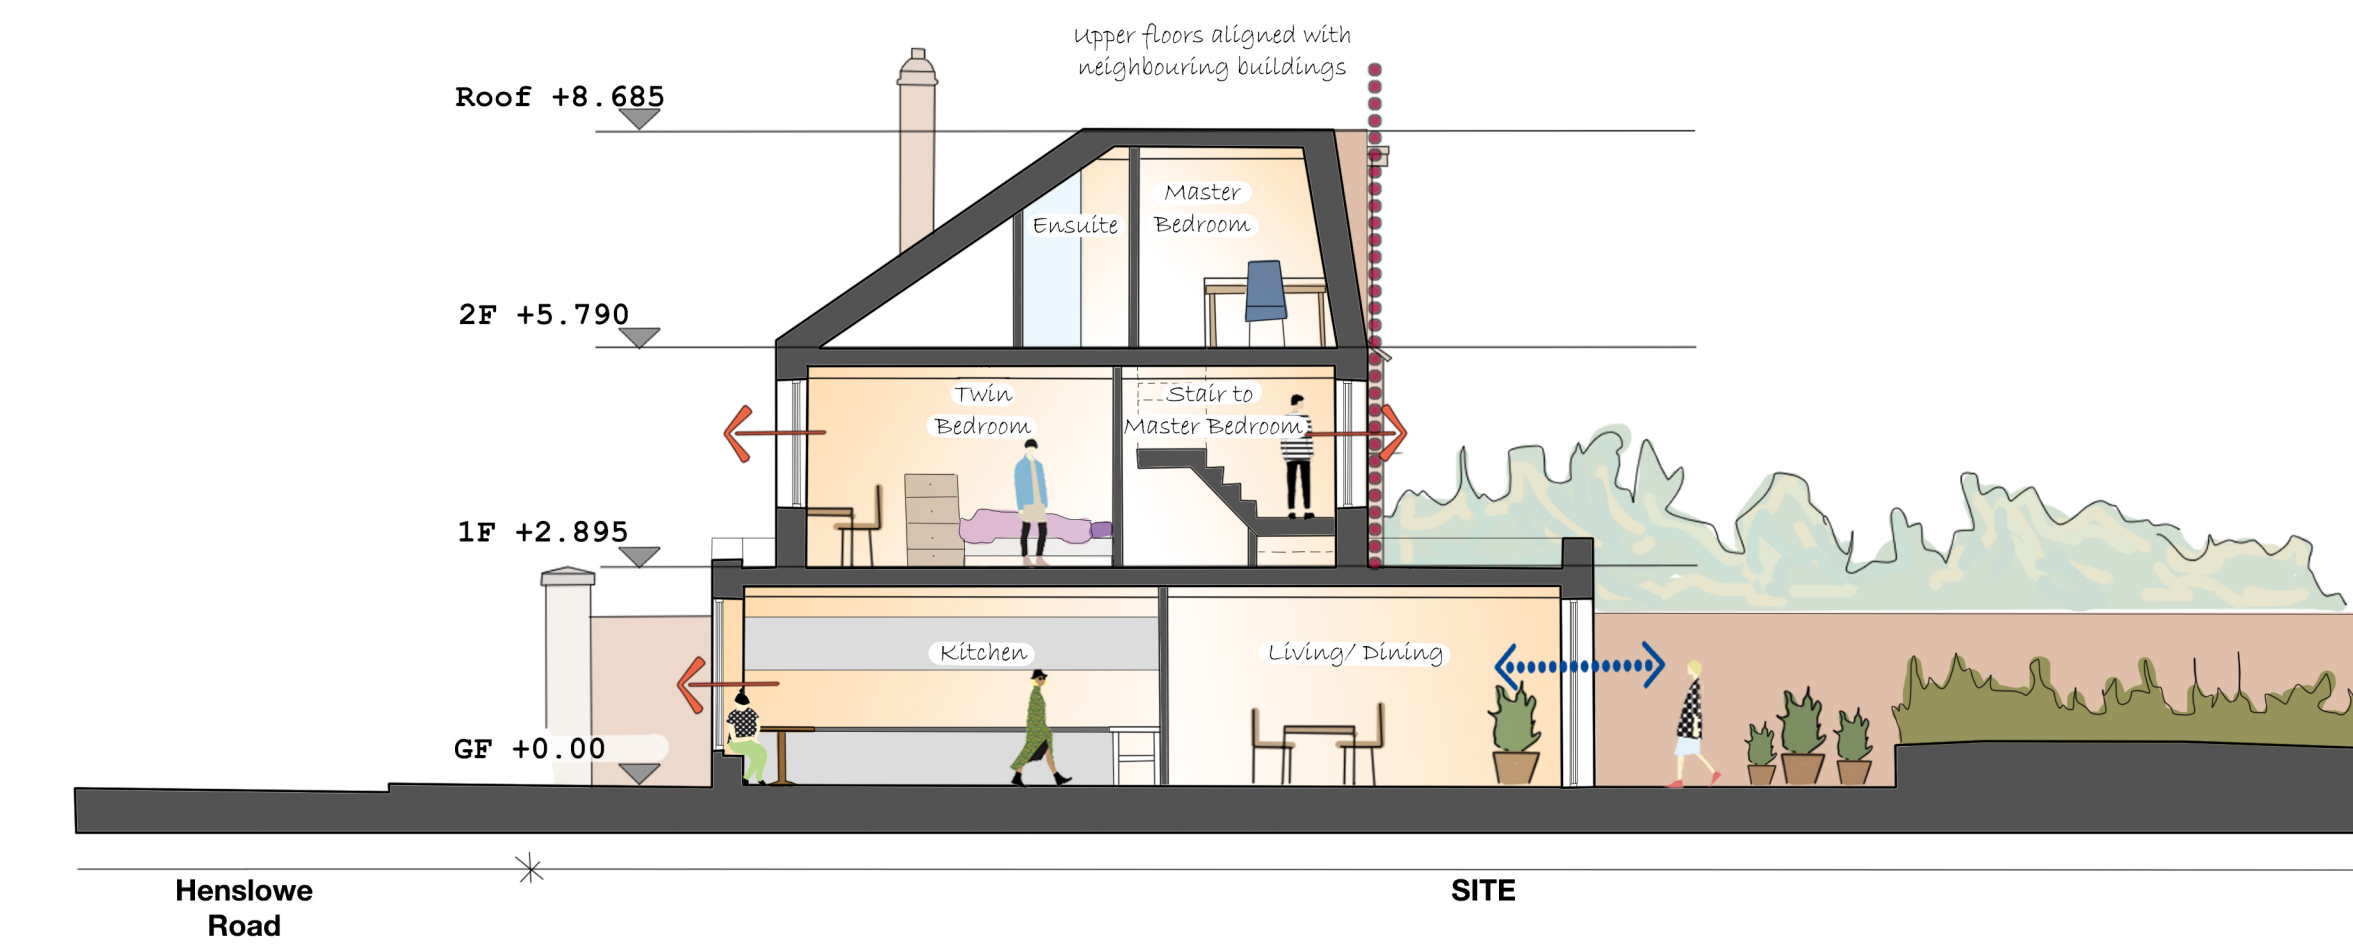 Upper floors aligned with
neighbouring buildings
Roof +8.685
Master
Bedroom
Ensuite
2F +5.790
Twin
Bedroom
Stair to
Master Bedroom
1F +2.895
Kitchen
Living/Dining
GF +0.00
Henslowe
Road
SITE